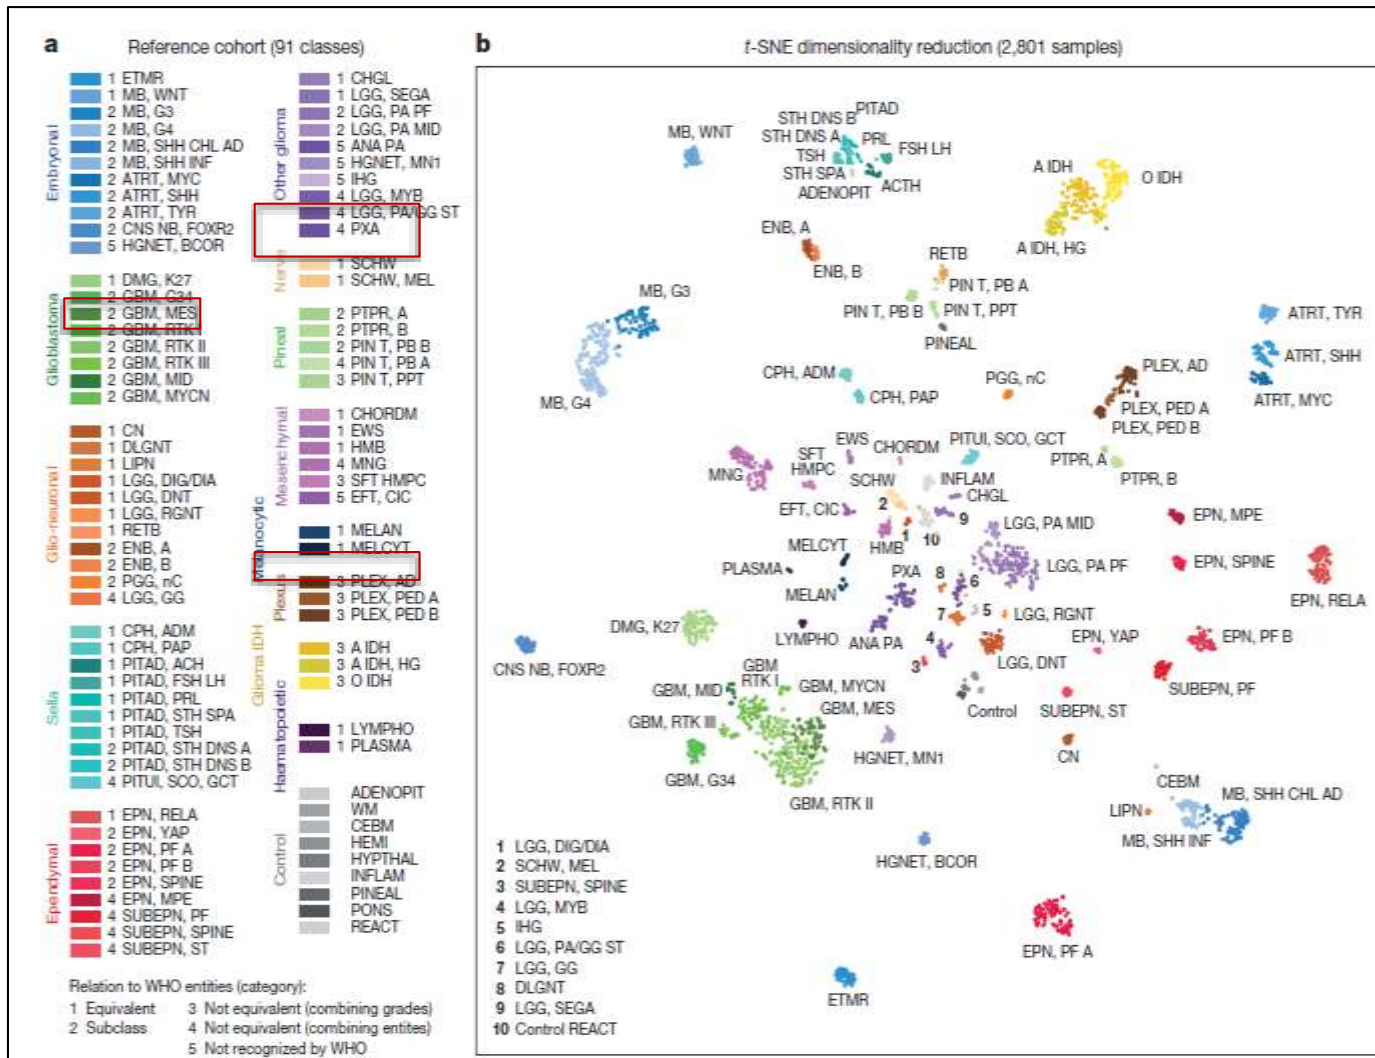 a
Reference cohort (91 classes)
Embryonal
1 ETMR
1 MB, WNT
2 MB, G3
2 MB, G4
2 MB, SHH CHL AD
2 MB, SHH INF
2 ATRT, MYC
2 ATRT, SHH
2 ATRT, TYR
2 CNS NB, FOXR2
5 HGNET, BCOR
Glioblastoma
1 DMG, K27
2 GBM, G34
2 GBM, MES
2 GBM, RTK I
2 GBM, RTK II
2 GBM, RTK III
2 GBM, MID
2 GBM, MYCN
Glio-neuronal
1 CN
1 DLGNT
1 LIPN
1 LGG, DIG/DIA
1 LGG, DNT
1 LGG, RGNT
1 RETB
2 ENB, A
2 ENB, B
2 PGG, nC
4 LGG, GG
Sella
1 CPH, ADM
1 CPH, PAP
1 PITAD, ACH
1 PITAD, FSH LH
1 PITAD, PRL
1 PITAD, STH SPA
1 PITAD, TSH
2 PITAD, STH DNS A
2 PITAD, STH DNS B
4 PITUI, SCO, GCT
Ependymal
1 EPN, RELA
2 EPN, YAP
2 EPN, PF A
2 EPN, PF B
2 EPN, SPINE
4 EPN, MPE
4 SUBEPN, PF
4 SUBEPN, SPINE
4 SUBEPN, ST
Other glioma
1 CHGL
1 LGG, SEGA
2 LGG, PA PF
2 LGG, PA MID
5 ANA PA
5 HGNET, MN1
5 IHG
4 LGG, MYB
4 LGG, PA/GG ST
4 PXA
Nerve
1 SCHW
1 SCHW, MEL
Pineal
2 PTPR, A
2 PTPR, B
2 PIN T, PB B
4 PIN T, PB A
3 PIN T, PPT
Mesenchymal
1 CHORDM
1 EWS
1 HMB
4 MNG
3 SFT HMPC
5 EFT, CIC
Melanocytic
1 MELAN
1 MELCYT
Plexus
3 PLEX, AD
3 PLEX, PED A
3 PLEX, PED B
Glioma IDH
3 A IDH
3 A IDH, HG
3 O IDH
Haematopoietic
1 LYMPHO
1 PLASMA
Control
ADENOPIT
WM
CEBM
HEMI
HYPTHAL
INFLAM
PINEAL
PONS
REACT
Relation to WHO entities (category):
1 Equivalent
2 Subclass
3 Not equivalent (combining grades)
4 Not equivalent (combining entites)
5 Not recognized by WHO
b
t-SNE dimensionality reduction (2,801 samples)
MB, WNT
STH DNS B
PITAD
STH DNS A
PRL
TSH
FSH LH
STH SPA
ACTH
ADENOPIT
A IDH
O IDH
A IDH, HG
ENB, A
ENB, B
RETB
PIN T, PB A
PIN T, PB B
PIN T, PPT
PINEAL
MB, G3
MB, G4
ATRT, TYR
ATRT, SHH
ATRT, MYC
CPH, ADM
CPH, PAP
PGG, nC
PLEX, AD
PLEX, PED A
PLEX, PED B
PTPR, A
PTPR, B
MNG
SFT
HMPC
EWS
CHORDM
PITUI, SCO, GCT
SCHW
INFLAM
CHGL
EFT, CIC
2
1
10
9
HMB
LGG, PA MID
LGG, PA PF
EPN, MPE
EPN, SPINE
EPN, RELA
MELCYT
PLASMA
MELAN
PXA
8
6
7
5
LGG, RGNT
DMG, K27
LYMPHO
ANA PA
4
3
LGG, DNT
EPN, YAP
EPN, PF B
SUBEPN, PF
CNS NB, FOXR2
GBM
RTK I
GBM, MID
GBM, MYCN
GBM, MES
GBM, RTK III
GBM, G34
GBM, RTK II
Control
SUBEPN, ST
HGNET, MN1
CN
CEBM
MB, SHH CHL AD
LIPN
MB, SHH INF
HGNET, BCOR
EPN, PF A
ETMR
1 LGG, DIG/DIA
2 SCHW, MEL
3 SUBEPN, SPINE
4 LGG, MYB
5 IHG
6 LGG, PA/GG ST
7 LGG, GG
8 DLGNT
9 LGG, SEGA
10 Control REACT